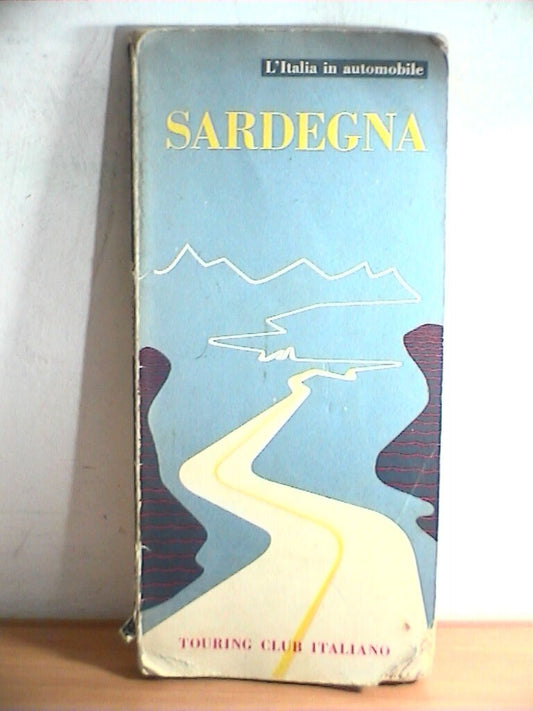 L'Italia in automobile
SARDEGNA
TOURING CLUB ITALIANO